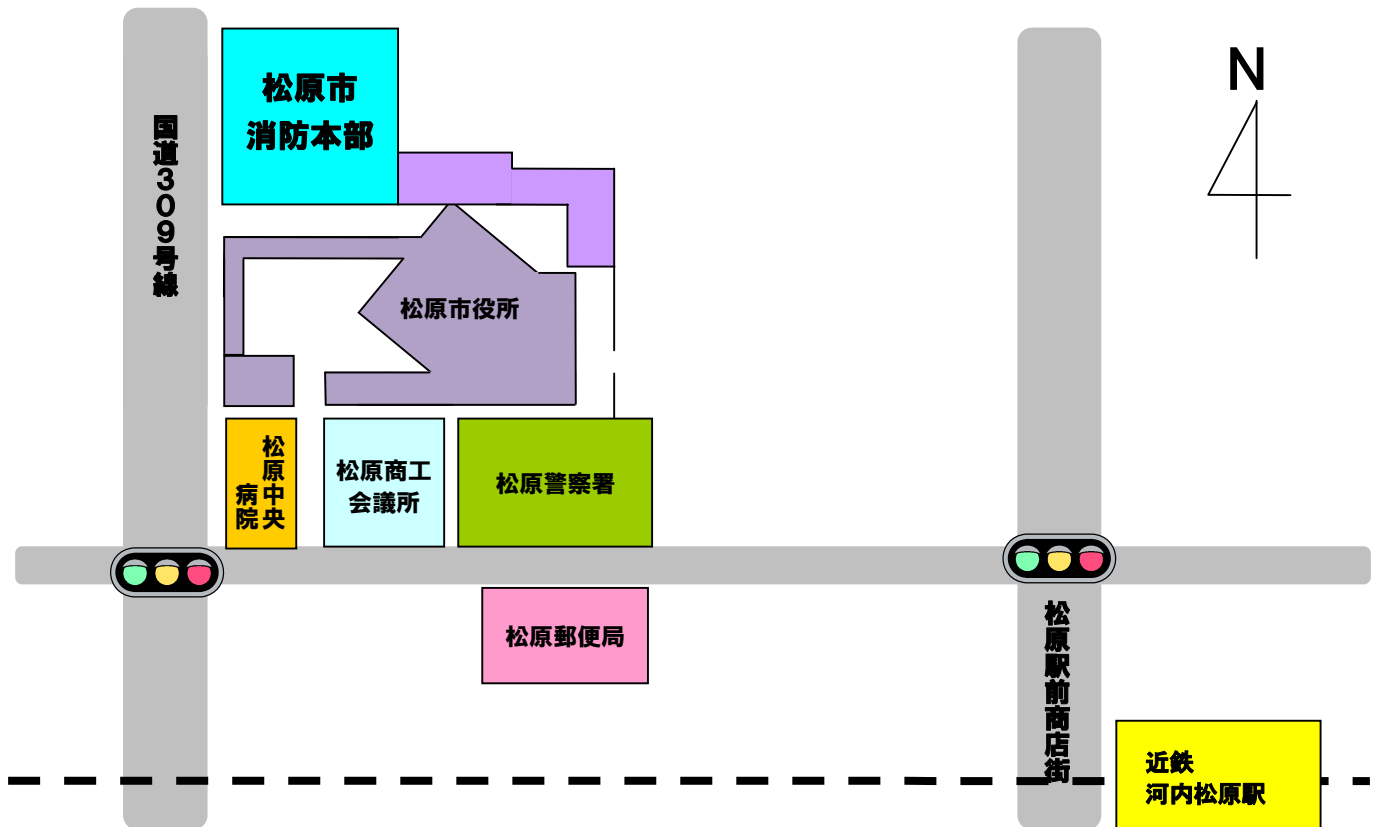 N
松原市
消防本部
国道３０９号線
松原市役所
松原中央
病院
松原商工
会議所
松原警察署
松原郵便局
松原駅前商店街
近鉄
河内松原駅